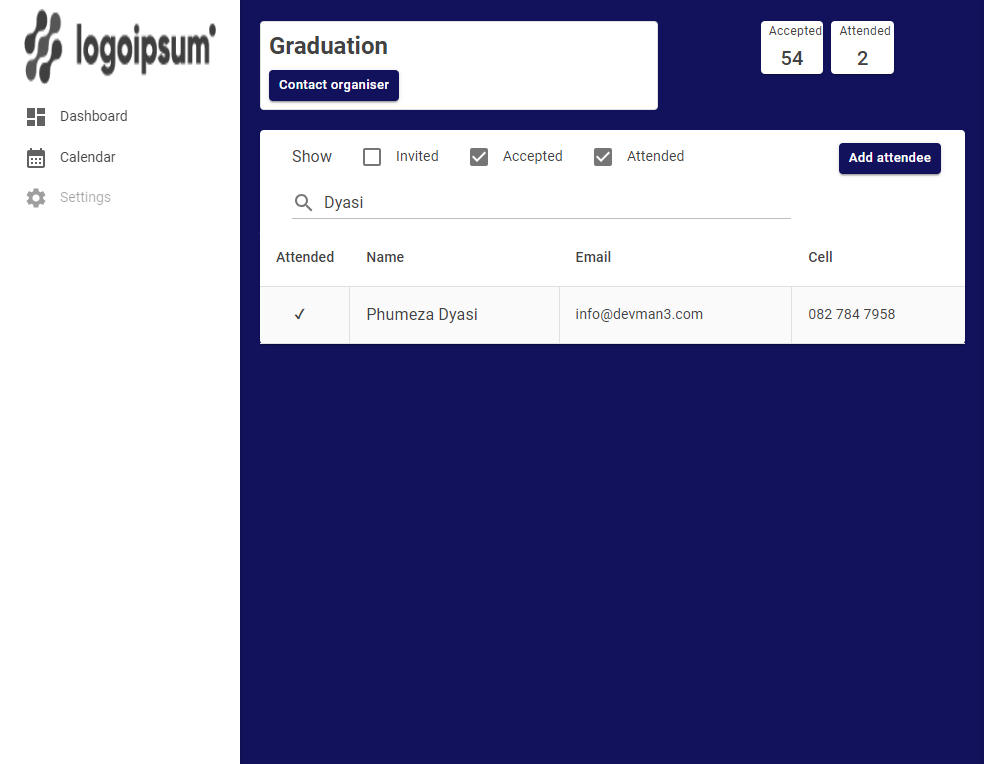 logoipsum
Dashboard
Calendar
Settings
Graduation
Contact organiser
Accepted
54
Attended
2
Show Invited Accepted Attended Add attendee
Dyasi
Attended Name Email Cell
✓ Phumeza Dyasi info@devman3.com 082 784 7958